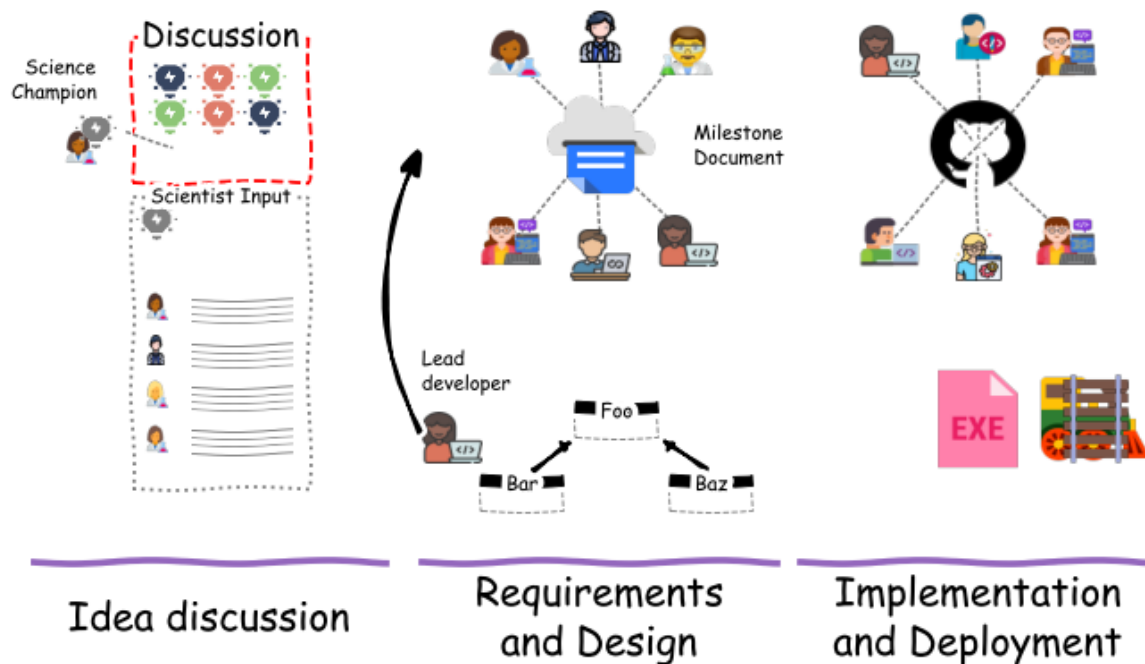 Discussion
Science
Champion
Scientist Input
Milestone
Document
Lead
developer
Foo
Bar
Baz
EXE
Idea discussion
Requirements
and Design
Implementation
and Deployment